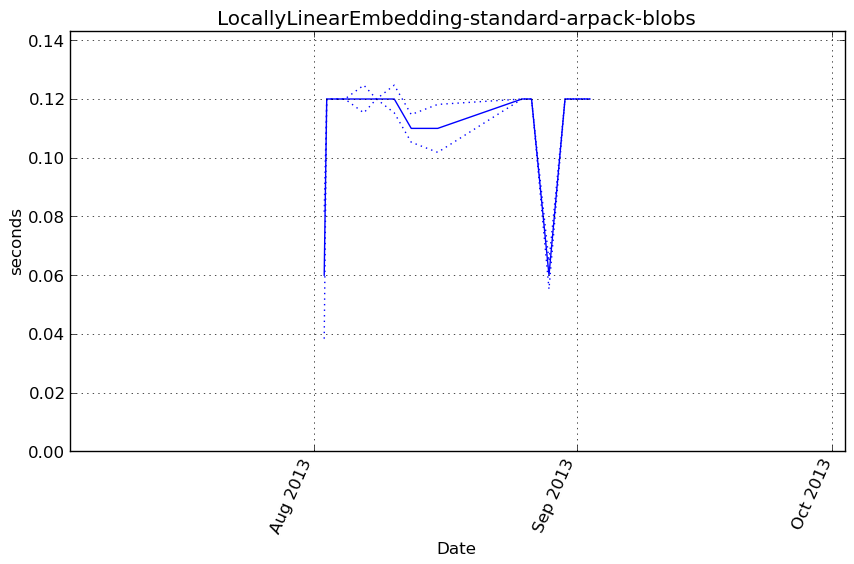 LocallyLinearEmbedding-standard-arpack-blobs
0.14
0.12
0.10
0.08
0.06
0.04
0.02
0.00
seconds
Aug 2013
Sep 2013
Oct 2013
Date